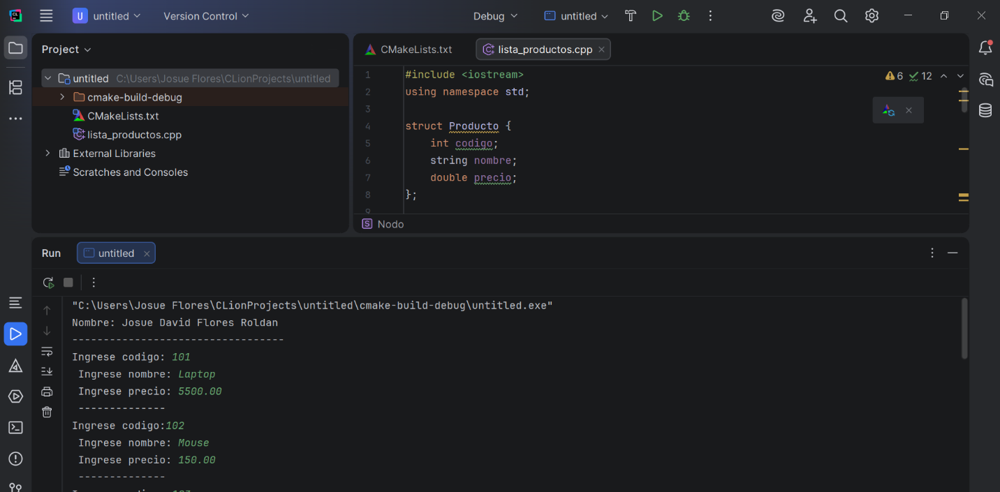 U untitled Version Control Debug untitled
Project
untitled C:\Users\Josue Flores\CLionProjects\untitled
cmake-build-debug
CMakeLists.txt
lista_productos.cpp
External Libraries
Scratches and Consoles
CMakeLists.txt lista_productos.cpp
6 12
1 #include <iostream>
2 using namespace std;
3
4 struct Producto {
5 int codigo;
6 string nombre;
7 double precio;
8 };
9
S Nodo
Run untitled
"C:\Users\Josue Flores\CLionProjects\untitled\cmake-build-debug\untitled.exe"
Nombre: Josue David Flores Roldan
----------------------------------
Ingrese codigo: 101
Ingrese nombre: Laptop
Ingrese precio: 5500.00
--------------
Ingrese codigo:102
Ingrese nombre: Mouse
Ingrese precio: 150.00
--------------